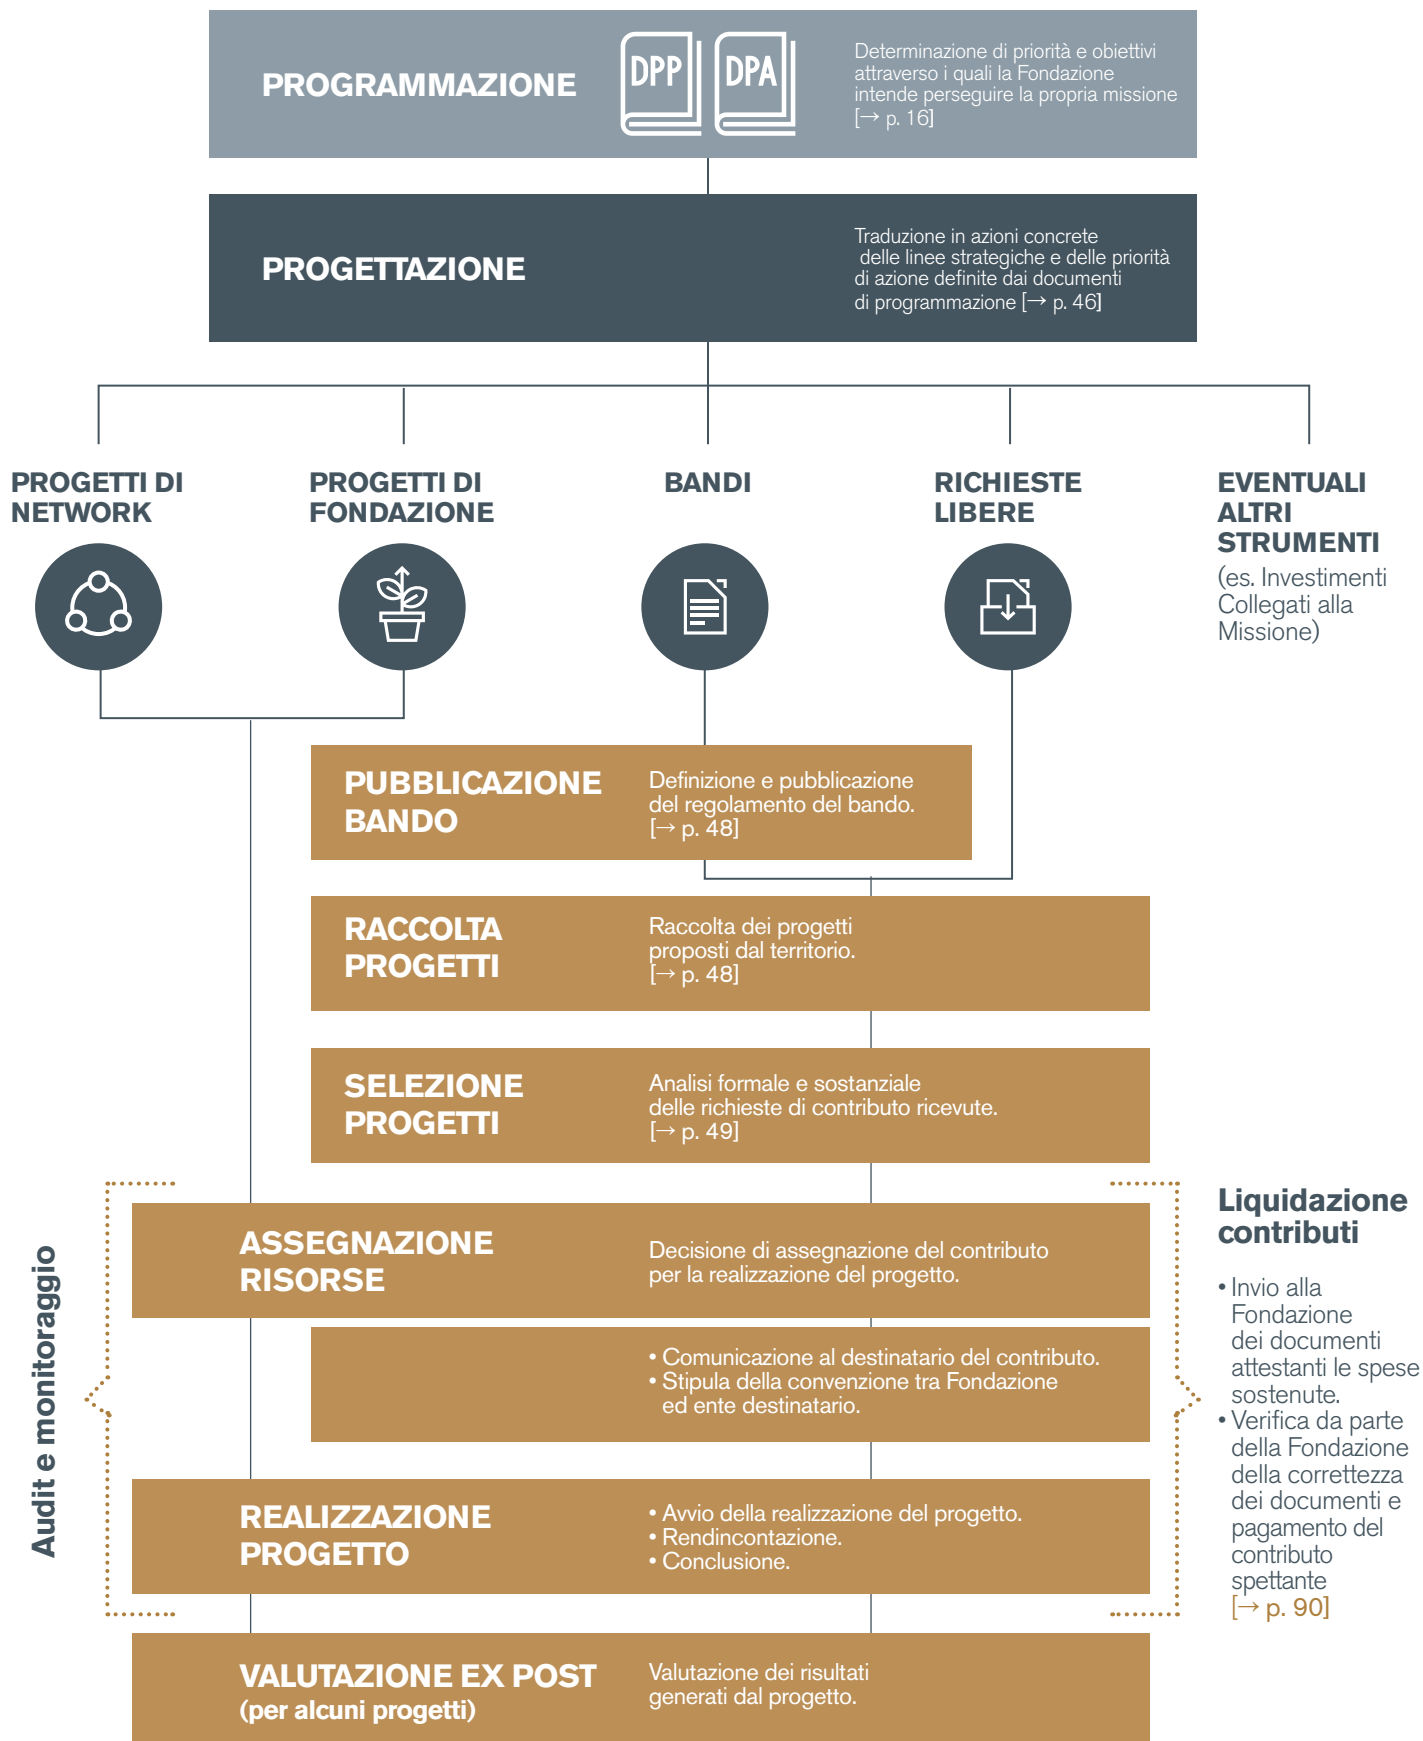 PROGRAMMAZIONE
DPP
DPA
Determinazione di priorità e obiettivi
attraverso i quali la Fondazione
intende perseguire la propria missione
[→ p. 16]
PROGETTAZIONE
Traduzione in azioni concrete
delle linee strategiche e delle priorità
di azione definite dai documenti
di programmazione [→ p. 46]
PROGETTI DI
NETWORK
PROGETTI DI
FONDAZIONE
BANDI
RICHIESTE
LIBERE
EVENTUALI
ALTRI
STRUMENTI
(es. Investimenti
Collegati alla
Missione)
PUBBLICAZIONE
BANDO
Definizione e pubblicazione
del regolamento del bando.
[→ p. 48]
RACCOLTA
PROGETTI
Raccolta dei progetti
proposti dal territorio.
[→ p. 48]
SELEZIONE
PROGETTI
Analisi formale e sostanziale
delle richieste di contributo ricevute.
[→ p. 49]
Audit e monitoraggio
ASSEGNAZIONE
RISORSE
Decisione di assegnazione del contributo
per la realizzazione del progetto.
• Comunicazione al destinatario del contributo.
• Stipula della convenzione tra Fondazione
ed ente destinatario.
REALIZZAZIONE
PROGETTO
• Avvio della realizzazione del progetto.
• Rendincontazione.
• Conclusione.
Liquidazione
contributi
• Invio alla
Fondazione
dei documenti
attestanti le spese
sostenute.
• Verifica da parte
della Fondazione
della correttezza
dei documenti e
pagamento del
contributo
spettante
[→ p. 90]
VALUTAZIONE EX POST
(per alcuni progetti)
Valutazione dei risultati
generati dal progetto.